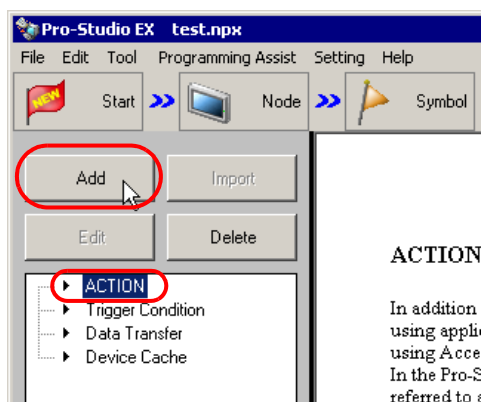 Pro-Studio EX test.npx
File Edit Tool Programming Assist Setting Help
NEW Start Node Symbol
Add Import
Edit Delete
ACTION
Trigger Condition
Data Transfer
Device Cache
ACTION
In addition
using appli
using Acce
In the Pro-S
referred to a